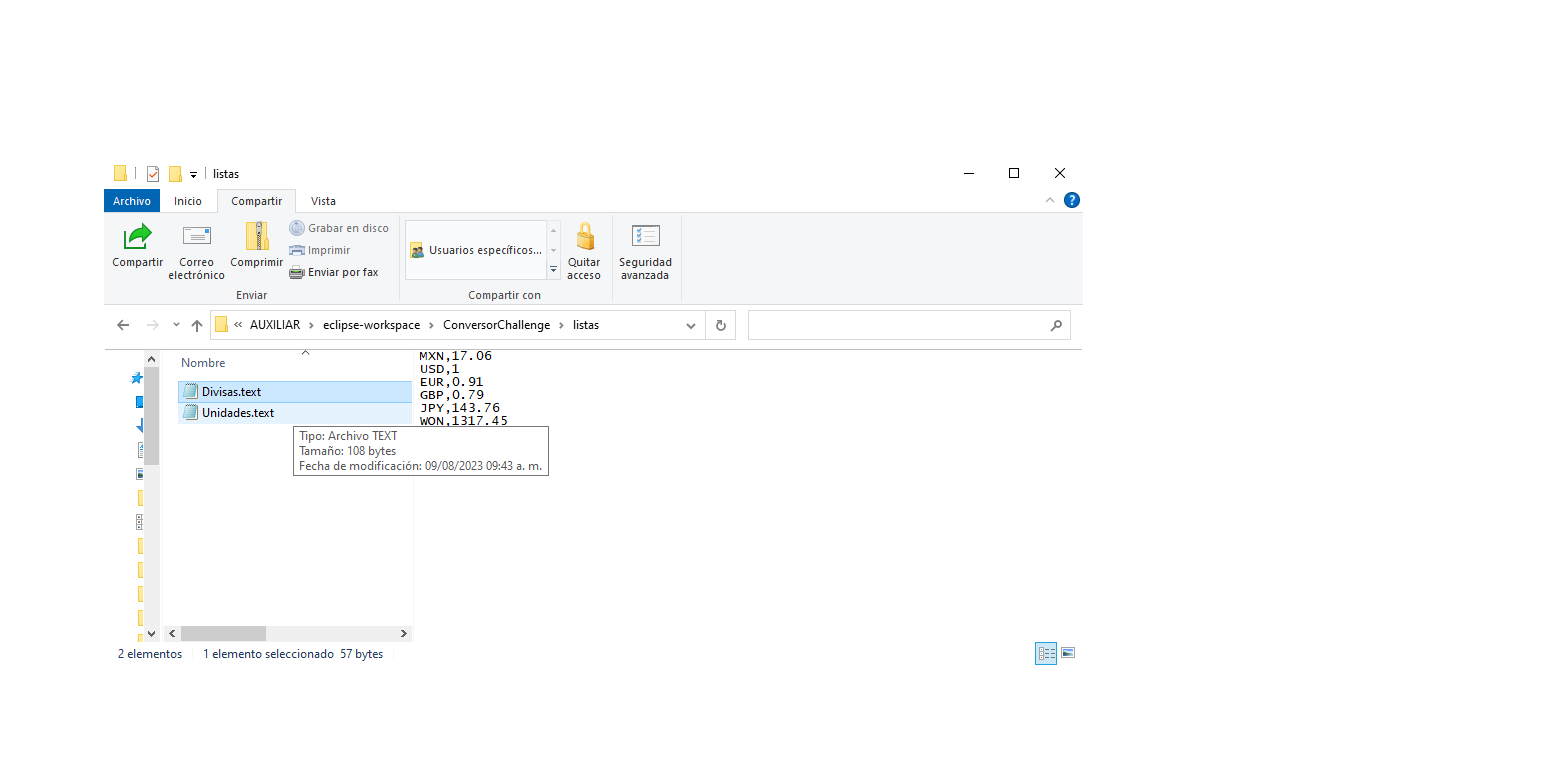 listas
Archivo Inicio Compartir Vista
Compartir
Correo electrónico
Comprimir
Grabar en disco
Imprimir
Enviar por fax
Enviar
Usuarios específicos...
Quitar acceso
Compartir con
Seguridad avanzada
« AUXILIAR › eclipse-workspace › ConversorChallenge › listas
Nombre
Divisas.text
Unidades.text
MXN,17.06
USD,1
EUR,0.91
GBP,0.79
JPY,143.76
WON,1317.45
Tipo: Archivo TEXT
Tamaño: 108 bytes
Fecha de modificación: 09/08/2023 09:43 a. m.
2 elementos 1 elemento seleccionado 57 bytes